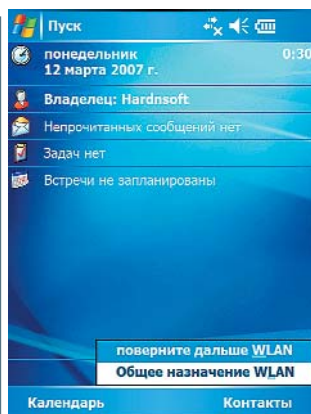 Пуск
понедельник 0:30
12 марта 2007 г.
Владелец: Hardnsoft
Непрочитанных сообщений нет
Задач нет
Встречи не запланированы
поверните дальше WLAN
Общее назначение WLAN
Календарь Контакты